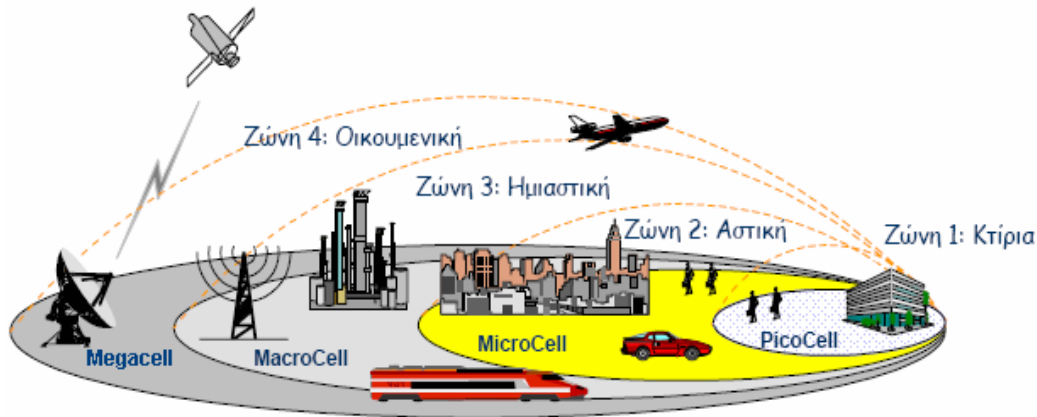 Ζώνη 4: Οικουμενική
Ζώνη 3: Ημιαστική
Ζώνη 2: Αστική
Ζώνη 1: Κτίρια
Megacell
MacroCell
MicroCell
PicoCell